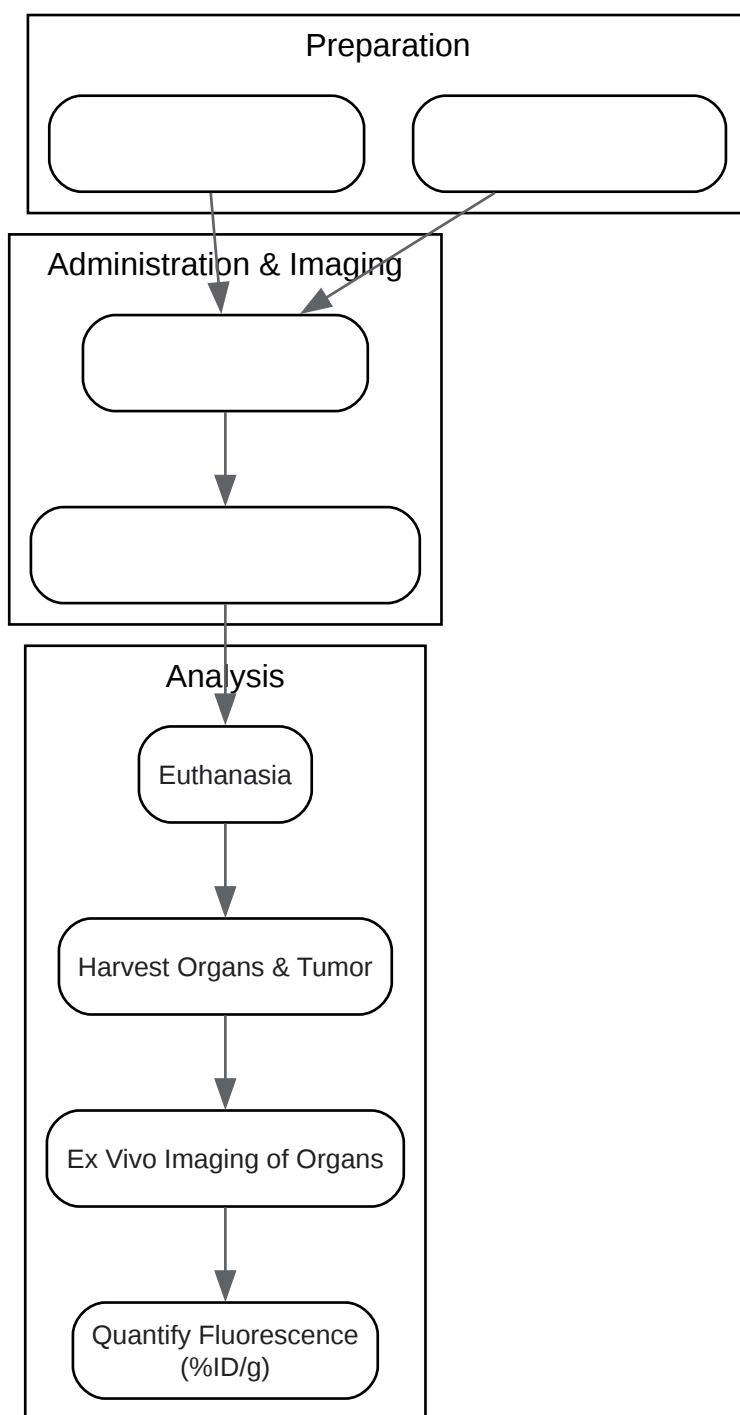 Preparation
Administration & Imaging
Analysis
Euthanasia
Harvest Organs & Tumor
Ex Vivo Imaging of Organs
Quantify Fluorescence
(%ID/g)